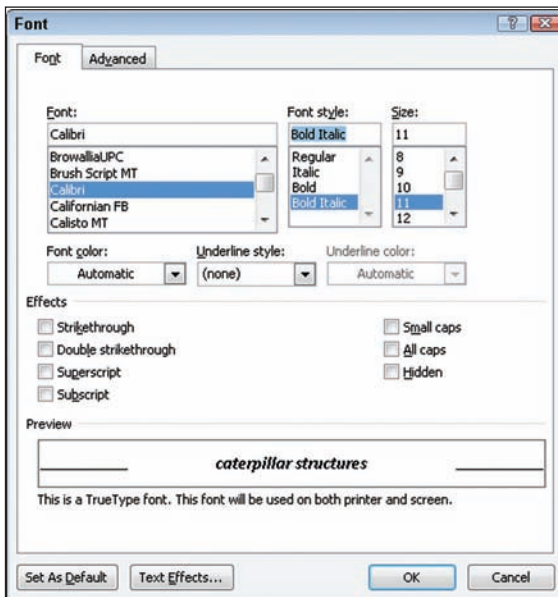 Font
Font Advanced
Font: Font style: Size:
Calibri Bold Italic 11
BrowalliaUPC Regular 8
Brush Script MT Italic 9
Calibri Bold 10
Californian FB Bold Italic 11
Calisto MT 12
Font color: Underline style: Underline color:
Automatic (none) Automatic
Effects
Strikethrough Small caps
Double strikethrough All caps
Superscript Hidden
Subscript
Preview
caterpillar structures
This is a TrueType font. This font will be used on both printer and screen.
Set As Default Text Effects... OK Cancel